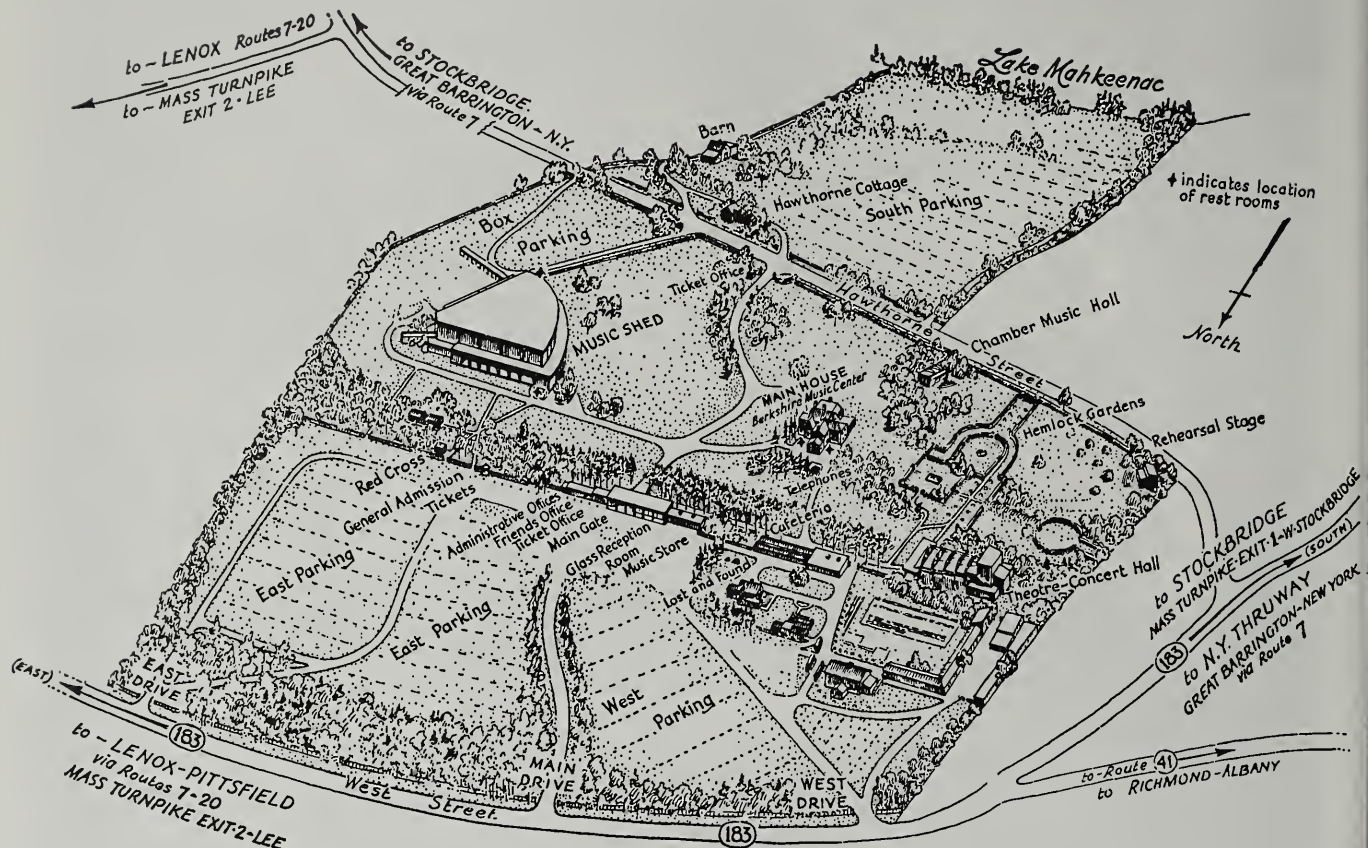 to ~ LENOX Routes 7-20
to ~ MASS TURNPIKE
EXIT 2 · LEE
to STOCKBRIDGE
GREAT BARRINGTON - N.Y.
via Route 7
Lake Mahkeenac
Barn
Hawthorne Cottage
South Parking
indicates location
of rest rooms
North
Box
Parking
Ticket Office
Hawthorne Street
MUSIC SHED
Chamber Music Hall
MAIN HOUSE
Berkshire Music Center
Hemlock Gardens
Rehearsal Stage
Telephones
Red Cross
General Admission
Tickets
Administrative Offices
Friends Office
Ticket Office
Main Gate
Glass Reception
Room
Music Store
Cafeteria
Lost and Found
Theatre-Concert Hall
East Parking
East Parking
West
Parking
to STOCKBRIDGE
MASS TURNPIKE-EXIT-1-W-STOCKBRIDGE
(SOUTH)
183
to N.Y. THRUWAY
GREAT BARRINGTON-NEW YORK
via Route 7
(EAST)
EAST
DRIVE
183
to ~ LENOX-PITTSFIELD
via Routes 7-20
MASS TURNPIKE EXIT-2-LEE
West Street
MAIN
DRIVE
WEST
DRIVE
183
to-Route 41
to RICHMOND-ALBANY